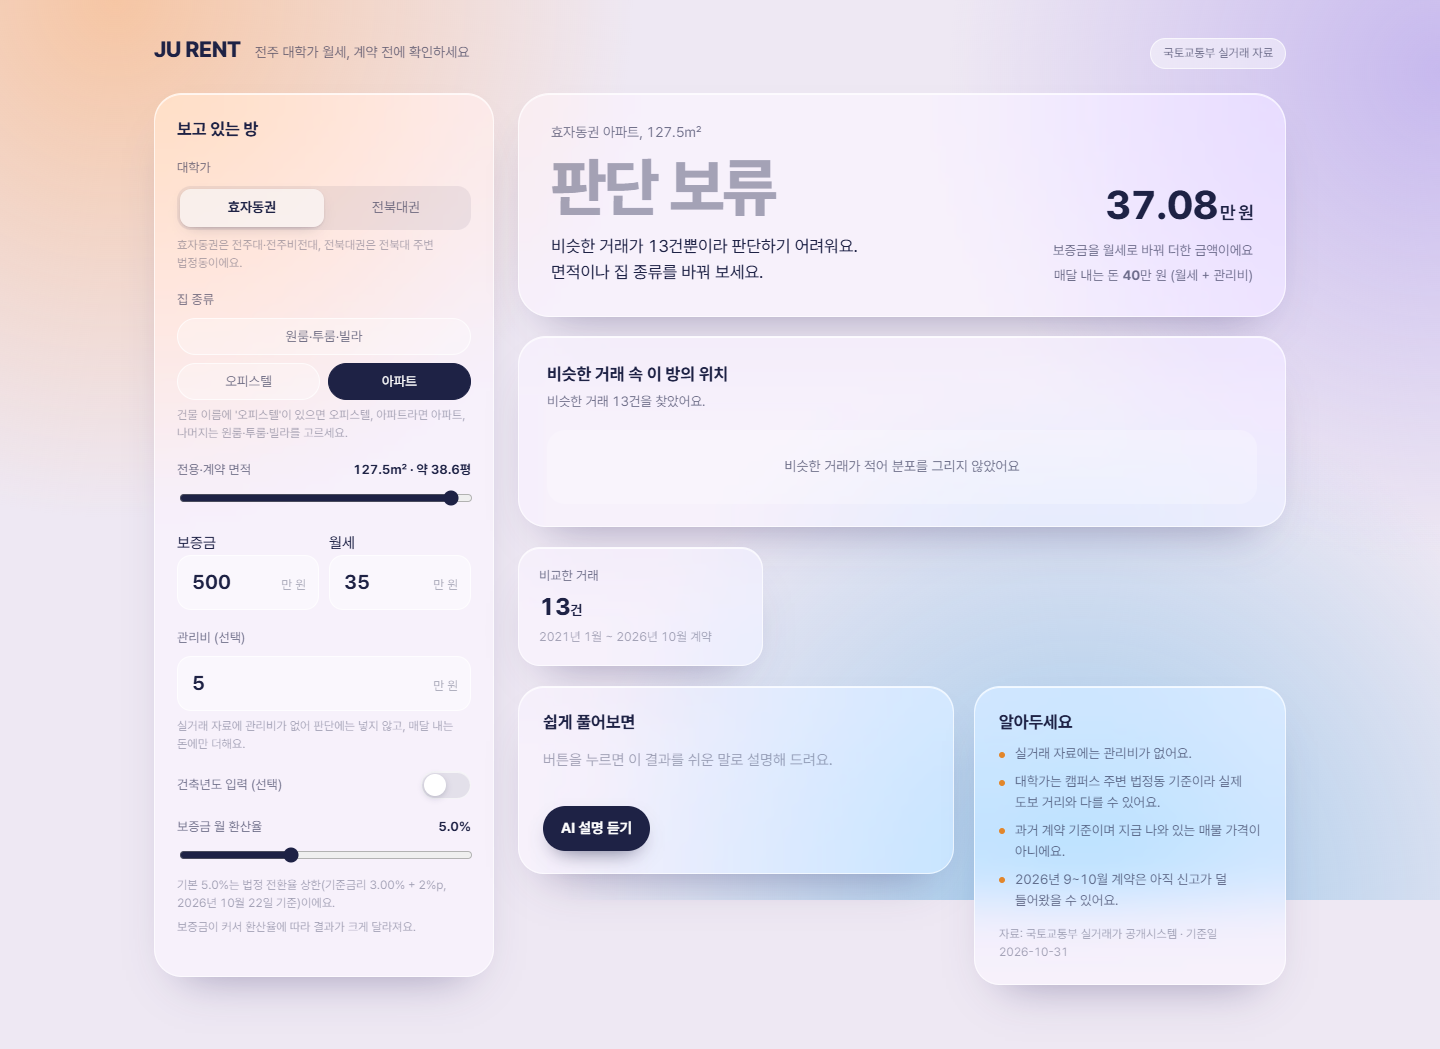 JU RENT
전주 대학가 월세, 계약 전에 확인하세요
국토교통부 실거래 자료
보고 있는 방
대학가
효자동권
전북대권
효자동권은 전주대·전주비전대, 전북대권은 전북대 주변
법정동이에요.
집 종류
원룸·투룸·빌라
오피스텔
아파트
건물 이름에 '오피스텔'이 있으면 오피스텔, 아파트라면 아파트,
나머지는 원룸·투룸·빌라를 고르세요.
전용·계약 면적
127.5m² · 약 38.6평
보증금
월세
500 만 원
35 만 원
관리비 (선택)
5 만 원
실거래 자료에 관리비가 없어 판단에는 넣지 않고, 매달 내는
돈에만 더해요.
건축년도 입력 (선택)
보증금 월 환산율
5.0%
기본 5.0%는 법정 전환율 상한(기준금리 3.00% + 2%p,
2026년 10월 22일 기준)이에요.
보증금이 커서 환산율에 따라 결과가 크게 달라져요.
효자동권 아파트, 127.5m²
판단 보류
비슷한 거래가 13건뿐이라 판단하기 어려워요.
면적이나 집 종류를 바꿔 보세요.
37.08만 원
보증금을 월세로 바꿔 더한 금액이에요
매달 내는 돈 40만 원 (월세 + 관리비)
비슷한 거래 속 이 방의 위치
비슷한 거래 13건을 찾았어요.
비슷한 거래가 적어 분포를 그리지 않았어요
비교한 거래
13건
2021년 1월 ~ 2026년 10월 계약
쉽게 풀어보면
버튼을 누르면 이 결과를 쉬운 말로 설명해 드려요.
AI 설명 듣기
알아두세요
실거래 자료에는 관리비가 없어요.
대학가는 캠퍼스 주변 법정동 기준이라 실제
도보 거리와 다를 수 있어요.
과거 계약 기준이며 지금 나와 있는 매물 가격이
아니에요.
2026년 9~10월 계약은 아직 신고가 덜
들어왔을 수 있어요.
자료: 국토교통부 실거래가 공개시스템 · 기준일
2026-10-31